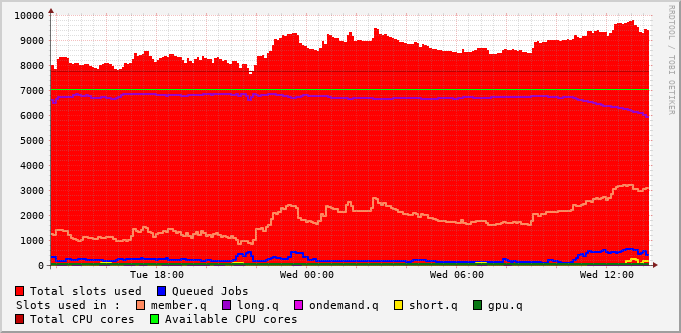 10000
9000
8000
7000
6000
5000
4000
3000
2000
1000
0
Tue 18:00 Wed 00:00 Wed 06:00 Wed 12:00
RRDTOOL / TOBI OETIKER
Total slots used Queued Jobs
Slots used in : member.q long.q ondemand.q short.q gpu.q
Total CPU cores Available CPU cores